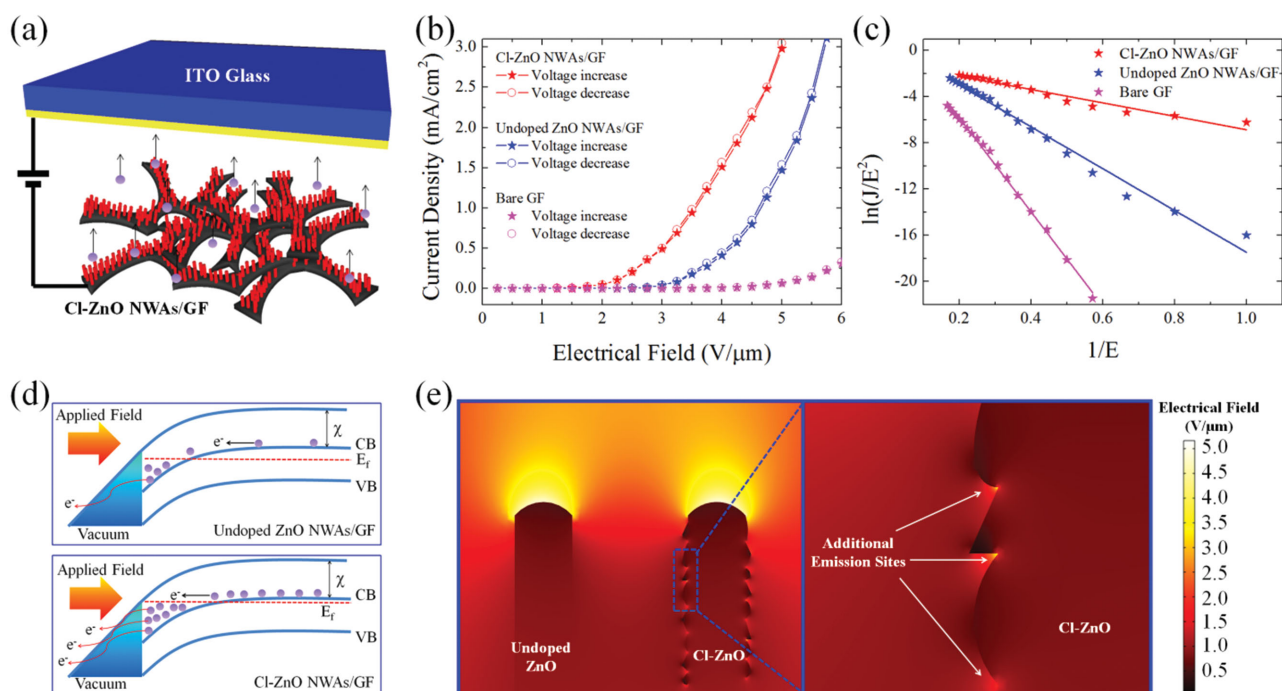 (a)
ITO Glass
Cl-ZnO NWAs/GF
(b)
3.0
2.5
2.0
1.5
1.0
0.5
0.0
Current Density (mA/cm²)
Cl-ZnO NWAs/GF
Voltage increase
Voltage decrease
Undoped ZnO NWAs/GF
Voltage increase
Voltage decrease
Bare GF
Voltage increase
Voltage decrease
0 1 2 3 4 5 6
Electrical Field (V/μm)
(c)
0
-4
-8
-12
-16
-20
ln(J/E²)
Cl-ZnO NWAs/GF
Undoped ZnO NWAs/GF
Bare GF
0.2 0.4 0.6 0.8 1.0
1/E
(d)
Applied Field
e⁻
χ
CB
E_f
VB
e⁻
Vacuum
Undoped ZnO NWAs/GF
Applied Field
e⁻
χ
CB
E_f
VB
e⁻
e⁻
e⁻
Vacuum
Cl-ZnO NWAs/GF
(e)
Undoped
ZnO
Cl-ZnO
Additional
Emission Sites
Cl-ZnO
Electrical Field
(V/μm)
5.0
4.5
4.0
3.5
3.0
2.5
2.0
1.5
1.0
0.5